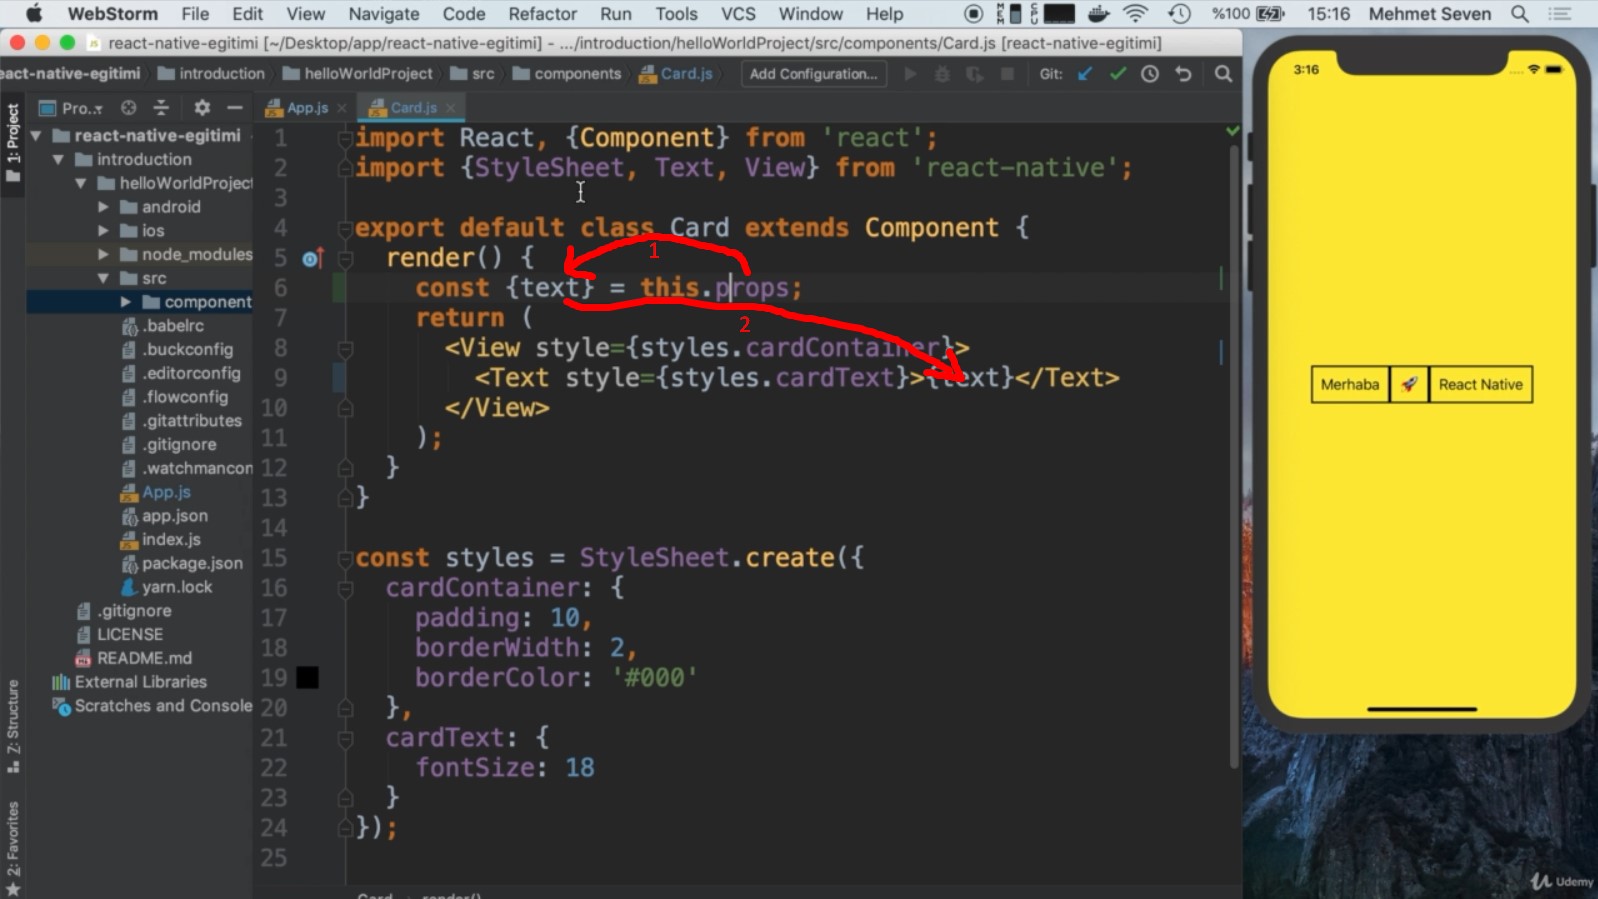 WebStorm File Edit View Navigate Code Refactor Run Tools VCS Window Help %100 15:16 Mehmet Seven
react-native-egitimi [~/Desktop/app/react-native-egitimi] - .../introduction/helloWorldProject/src/components/Card.js [react-native-egitimi]
eact-native-egitimi introduction helloWorldProject src components Card.js Add Configuration... Git:
1: Project
Pro..
App.js
Card.js
react-native-egitimi
introduction
helloWorldProject
android
ios
node_modules
src
component
.babelrc
.buckconfig
.editorconfig
.flowconfig
.gitattributes
.gitignore
.watchmancon
App.js
app.json
index.js
package.json
yarn.lock
.gitignore
LICENSE
README.md
External Libraries
Scratches and Console
Z: Structure
2: Favorites
1 import React, {Component} from 'react';
2 import {StyleSheet, Text, View} from 'react-native';
3
4 export default class Card extends Component {
1
5 render() {
6 const {text} = this.props;
2
7 return (
8 <View style={styles.cardContainer}>
9 <Text style={styles.cardText}>{text}</Text>
10 </View>
11 );
12 }
13 }
14
15 const styles = StyleSheet.create({
16 cardContainer: {
17 padding: 10,
18 borderWidth: 2,
19 borderColor: '#000'
20 },
21 cardText: {
22 fontSize: 18
23 }
24 });
25
3:16
Merhaba 🚀 React Native
Udemy